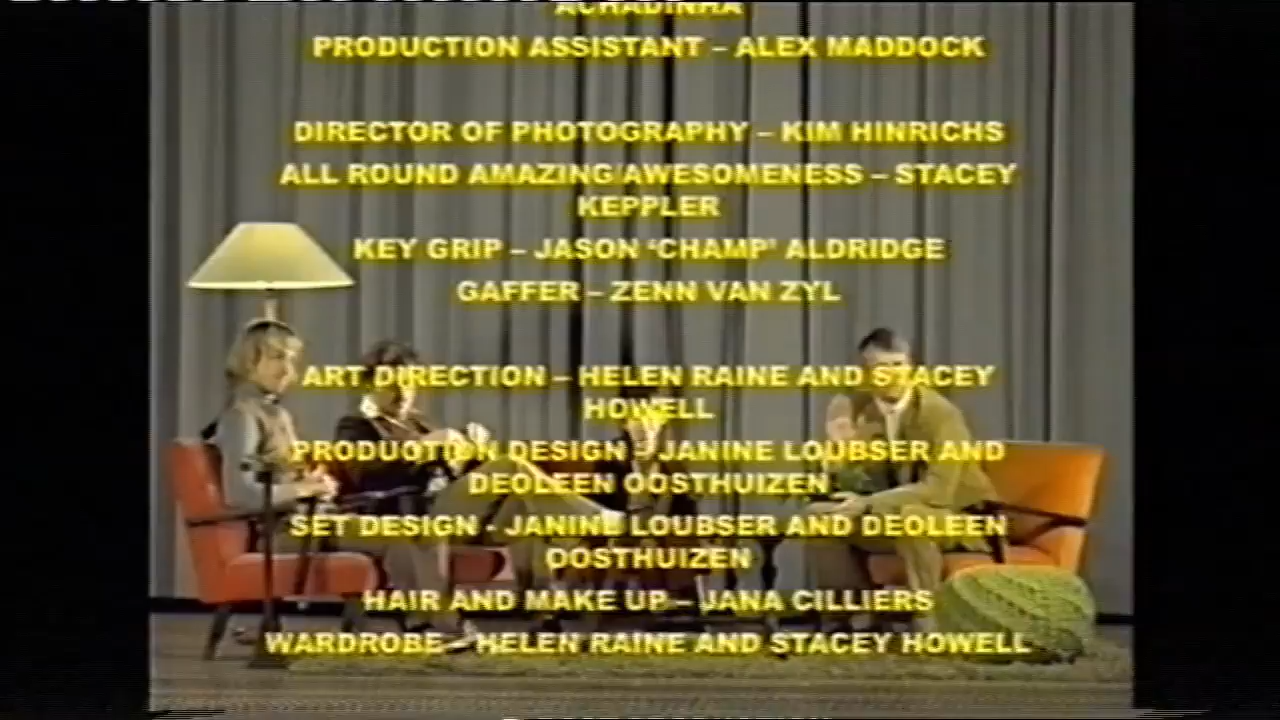 ACHADINHA
PRODUCTION ASSISTANT – ALEX MADDOCK
DIRECTOR OF PHOTOGRAPHY – KIM HINRICHS
ALL ROUND AMAZING AWESOMENESS – STACEY
KEPPLER
KEY GRIP – JASON ‘CHAMP’ ALDRIDGE
GAFFER – ZENN VAN ZYL
ART DIRECTION – HELEN RAINE AND STACEY
HOWELL
PRODUCTION DESIGN – JANINE LOUBSER AND
DEOLEEN OOSTHUIZEN
SET DESIGN - JANINE LOUBSER AND DEOLEEN
OOSTHUIZEN
HAIR AND MAKE UP – JANA CILLIERS
WARDROBE – HELEN RAINE AND STACEY HOWELL